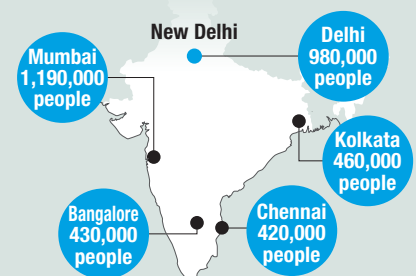 New Delhi
Mumbai
1,190,000
people
Delhi
980,000
people
Kolkata
460,000
people
Bangalore
430,000
people
Chennai
420,000
people